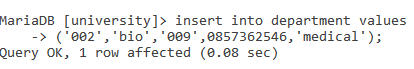 MariaDB [university]> insert into department values
    -> ('002','bio','009',0857362546,'medical');
Query OK, 1 row affected (0.08 sec)